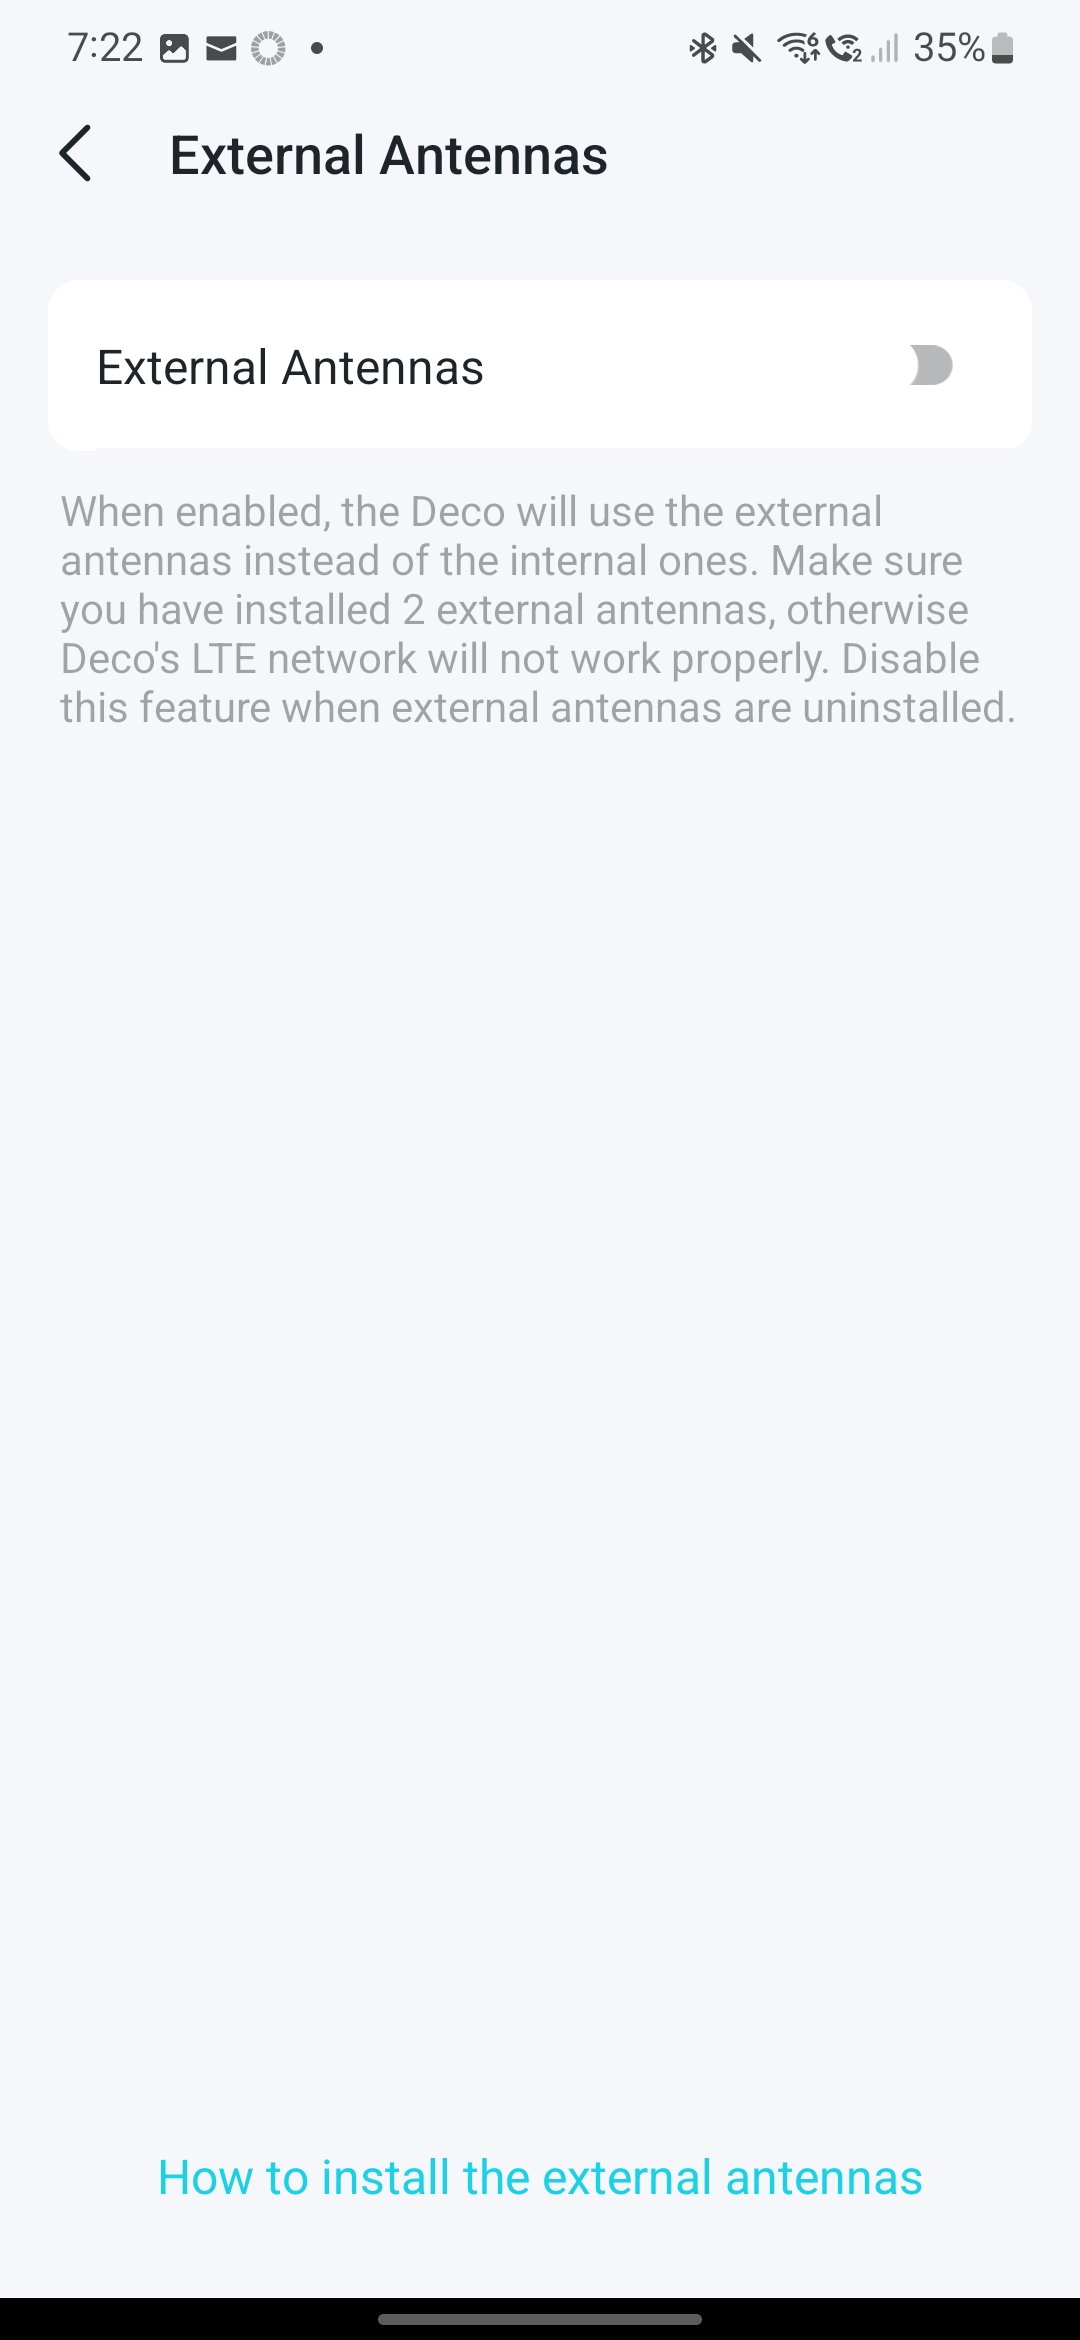 7:22
35%
External Antennas
External Antennas
When enabled, the Deco will use the external
antennas instead of the internal ones. Make sure
you have installed 2 external antennas, otherwise
Deco's LTE network will not work properly. Disable
this feature when external antennas are uninstalled.
How to install the external antennas